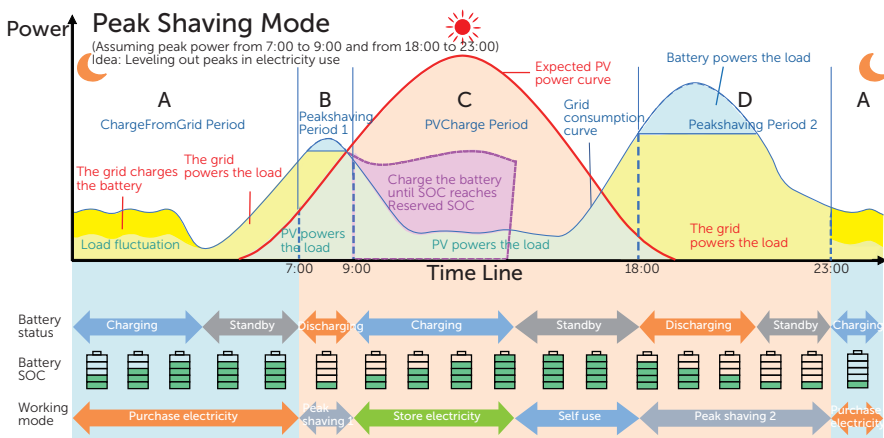 Power
Peak Shaving Mode
(Assuming peak power from 7:00 to 9:00 and from 18:00 to 23:00)
Idea: Leveling out peaks in electricity use
Expected PV
power curve
Battery powers the load
A
B
C
D
A
ChargeFromGrid Period
Peakshaving
Period 1
PVCharge Period
Grid
consumption
curve
Peakshaving Period 2
The grid charges
the battery
The grid
powers the load
Charge the battery
until SOC reaches
Reserved SOC
Load fluctuation
PV powers
the load
PV powers the load
The grid
powers the load
7:00
9:00
Time Line
18:00
23:00
Battery
status
Charging
Standby
Discharging
Charging
Standby
Discharging
Standby
Charging
Battery
SOC
Working
mode
Purchase electricity
Peak
shaving 1
Store electricity
Self use
Peak shaving 2
Purchase
electricity